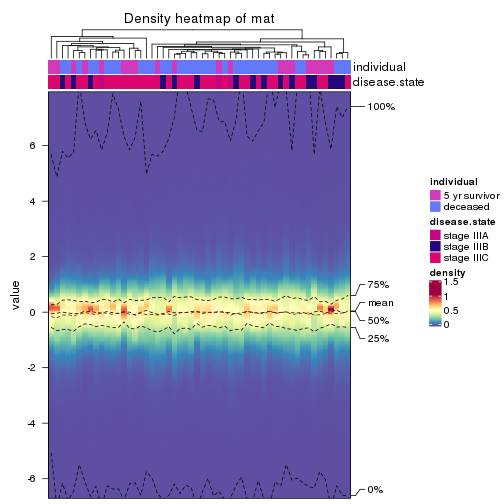 Density heatmap of mat
individual
disease.state
100%
6
4
2
0
-2
-4
-6
value
75%
mean
50%
25%
0%
individual
5 yr survivor
deceased
disease.state
stage IIIA
stage IIIB
stage IIIC
density
1.5
1
0.5
0